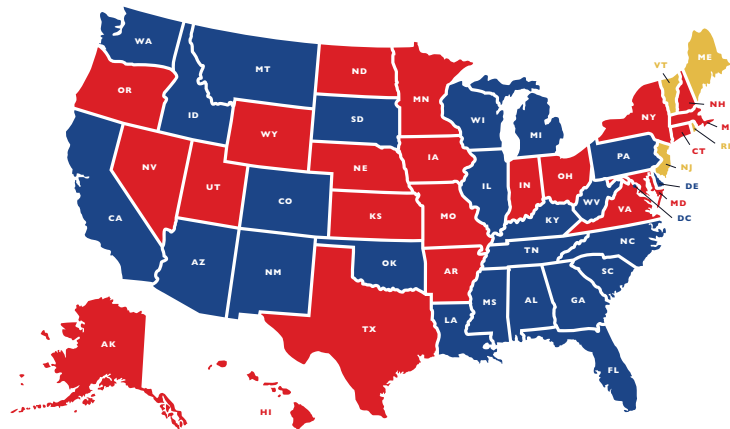 WA
MT
ND
MN
OR
ID
SD
WY
WI
MI
VT
ME
NH
NY
M
RI
CT
NV
UT
NE
IA
CO
KS
MO
IL
IN
OH
PA
NJ
DE
MD
DC
WV
VA
KY
CA
AZ
NM
OK
AR
TN
NC
SC
MS
AL
GA
LA
TX
FL
AK
HI